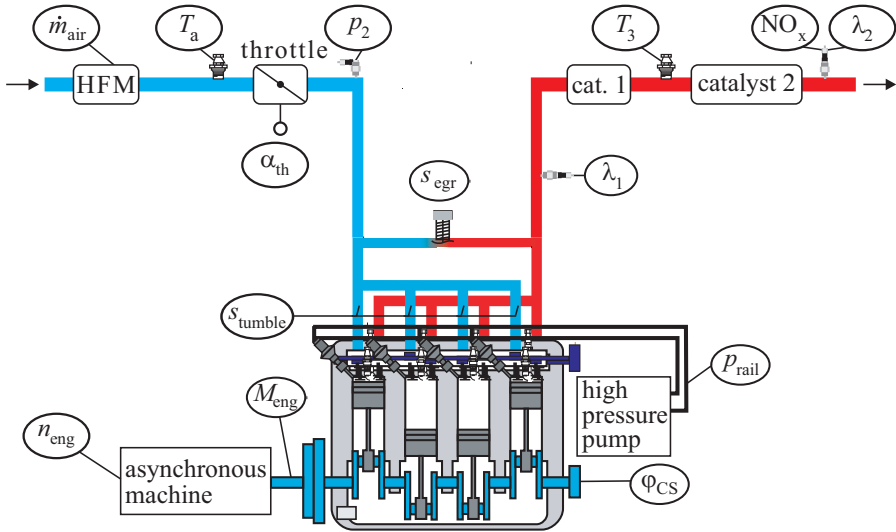 ṁair
Ta
throttle
p2
T3
NOx
λ2
HFM
cat. 1
catalyst 2
αth
segr
λ1
stumble
prail
high
pressure
pump
Meng
neng
asynchronous
machine
φCS